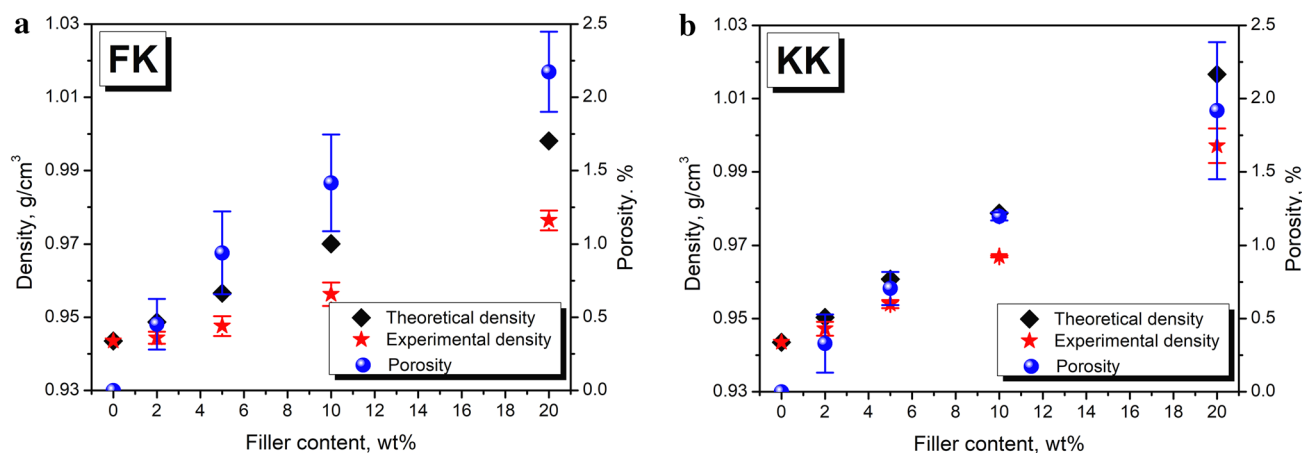 a
FK
1.03
1.01
0.99
0.97
0.95
0.93
Density, g/cm³
2.5
2.0
1.5
1.0
0.5
0.0
Porosity. %
Theoretical density
Experimental density
Porosity
0 2 4 6 8 10 12 14 16 18 20
Filler content, wt%
b
KK
1.03
1.01
0.99
0.97
0.95
0.93
Density, g/cm³
2.5
2.0
1.5
1.0
0.5
0.0
Porosity, %
Theoretical density
Experimental density
Porosity
0 2 4 6 8 10 12 14 16 18 20
Filler content, wt%